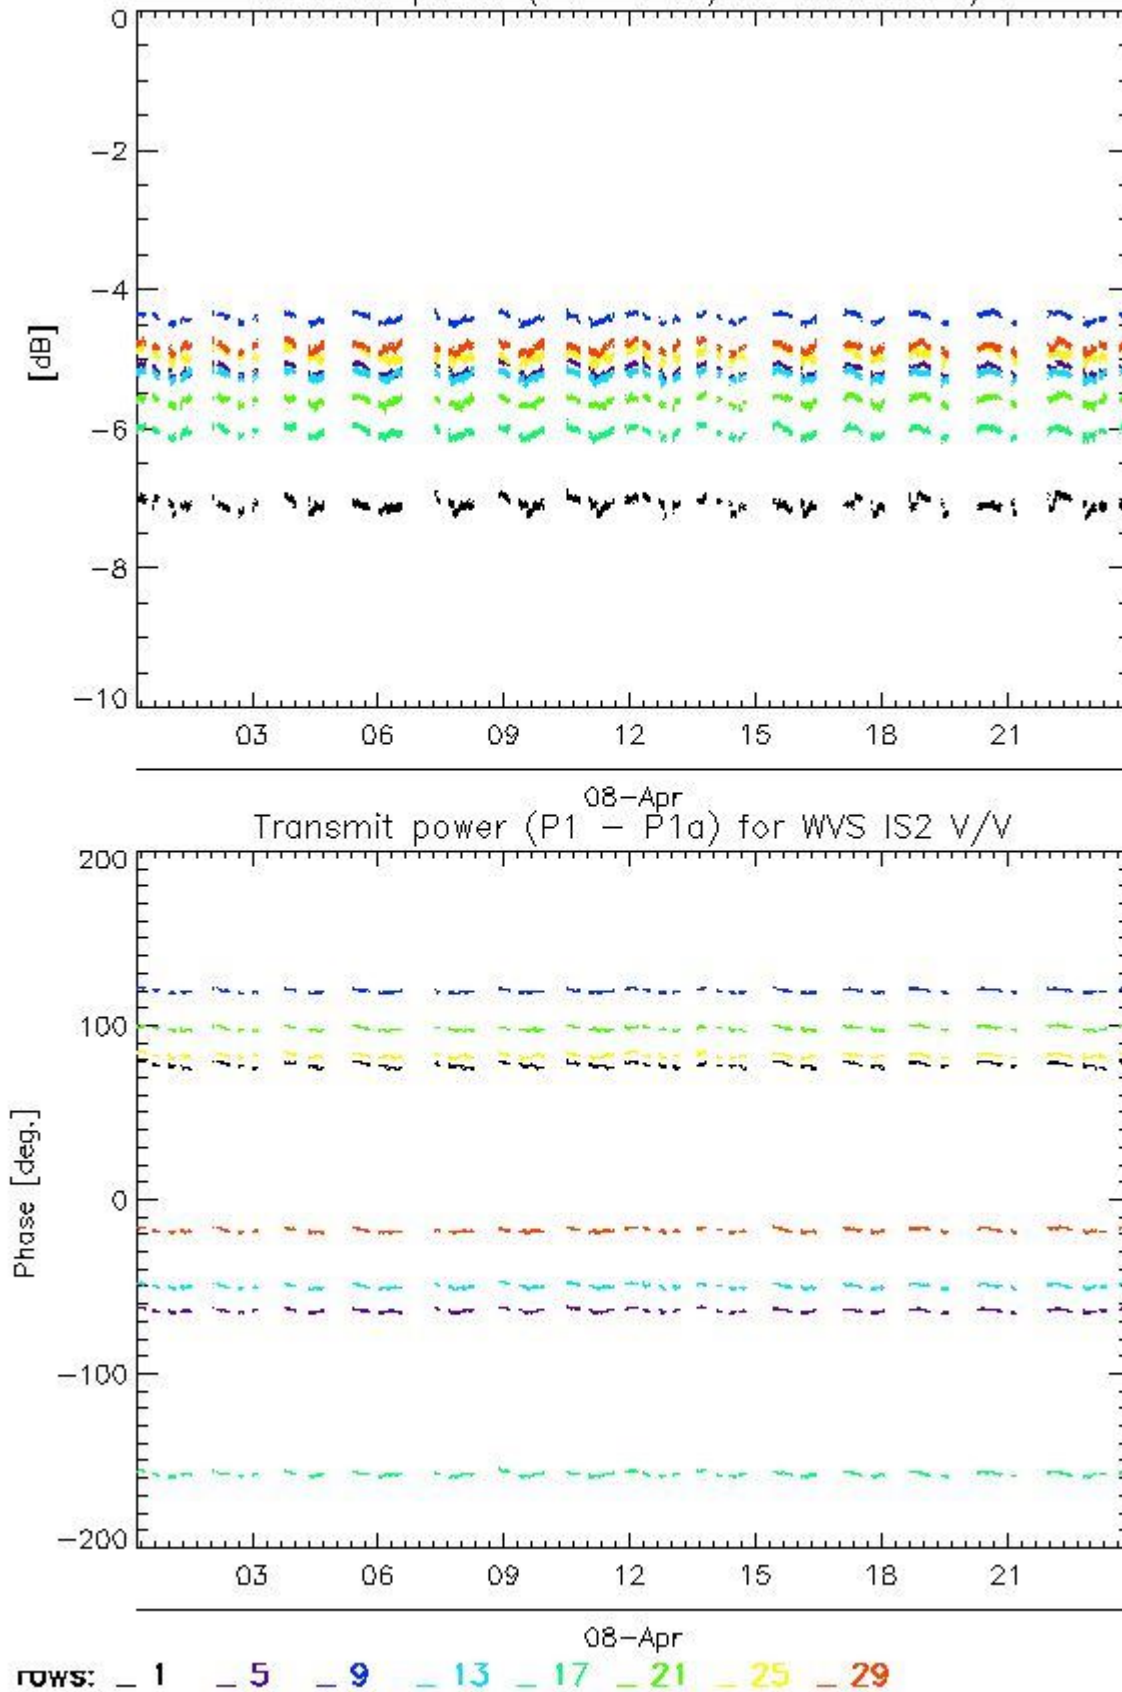 0
-2
-4
[dB]
-6
-8
-10
03 06 09 12 15 18 21
08-Apr
Transmit power (P1 - P1a) for WVS IS2 V/V
200
100
Phase [deg.]
0
-100
-200
03 06 09 12 15 18 21
08-Apr
rows: _ 1 _ 5 _ 9 _ 13 _ 17 _ 21 _ 25 _ 29